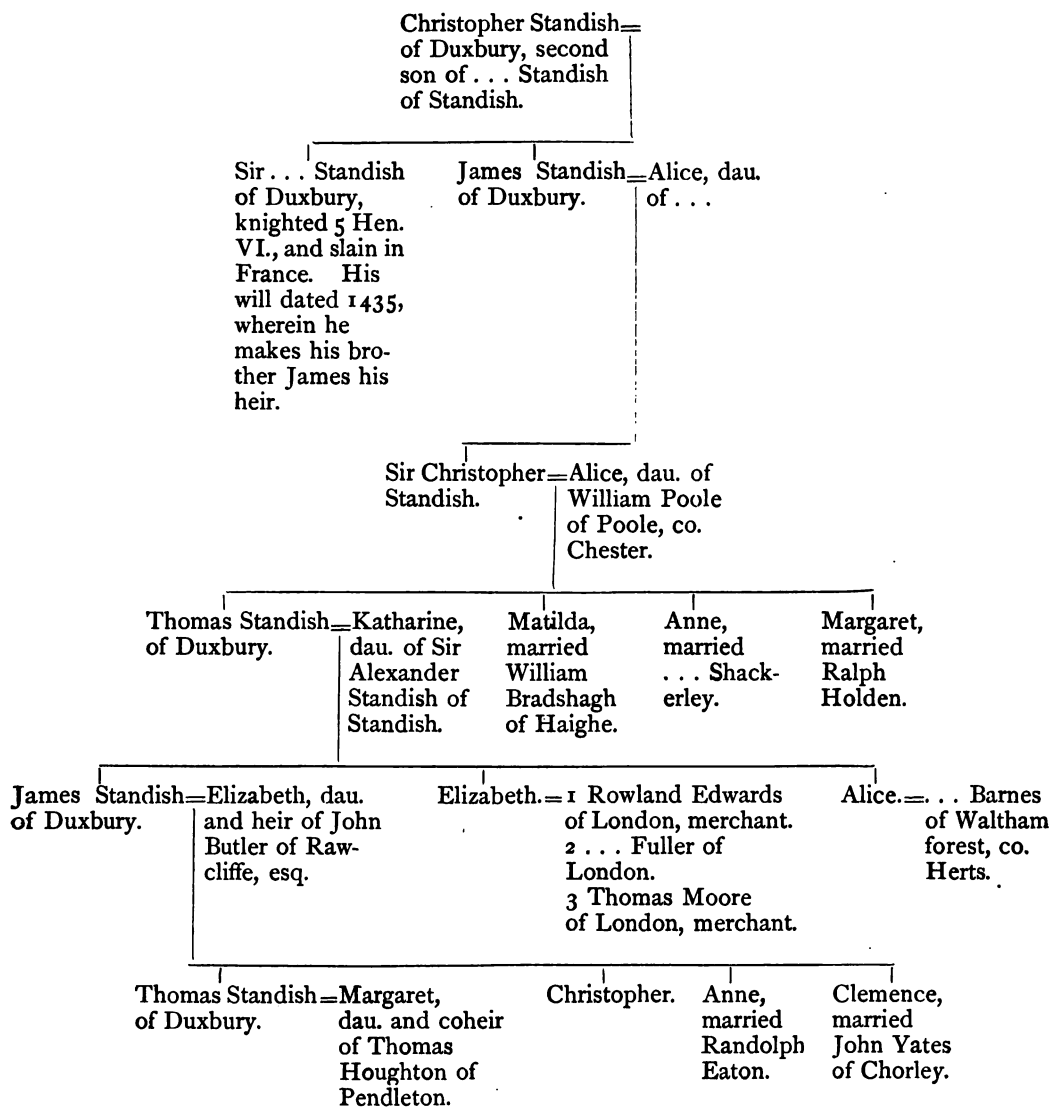 Christopher Standish=
of Duxbury, second
son of . . . Standish
of Standish.
Sir . . . Standish
of Duxbury,
knighted 5 Hen.
VI., and slain in
France. His
will dated 1435,
wherein he
makes his bro-
ther James his
heir.
James Standish=Alice, dau.
of Duxbury. of . . .
Sir Christopher=Alice, dau. of
Standish. William Poole
of Poole, co.
Chester.
Thomas Standish=Katharine,
of Duxbury. dau. of Sir
Alexander
Standish of
Standish.
Matilda,
married
William
Bradshagh
of Haighe.
Anne,
married
. . . Shack-
erley.
Margaret,
married
Ralph
Holden.
James Standish=Elizabeth, dau.
of Duxbury. and heir of John
Butler of Raw-
cliffe, esq.
Elizabeth.=1 Rowland Edwards
of London, merchant.
2 . . . Fuller of
London.
3 Thomas Moore
of London, merchant.
Alice.=. . . Barnes
of Waltham
forest, co.
Herts.
Thomas Standish=Margaret,
of Duxbury. dau. and coheir
of Thomas
Houghton of
Pendleton.
Christopher.
Anne,
married
Randolph
Eaton.
Clemence,
married
John Yates
of Chorley.